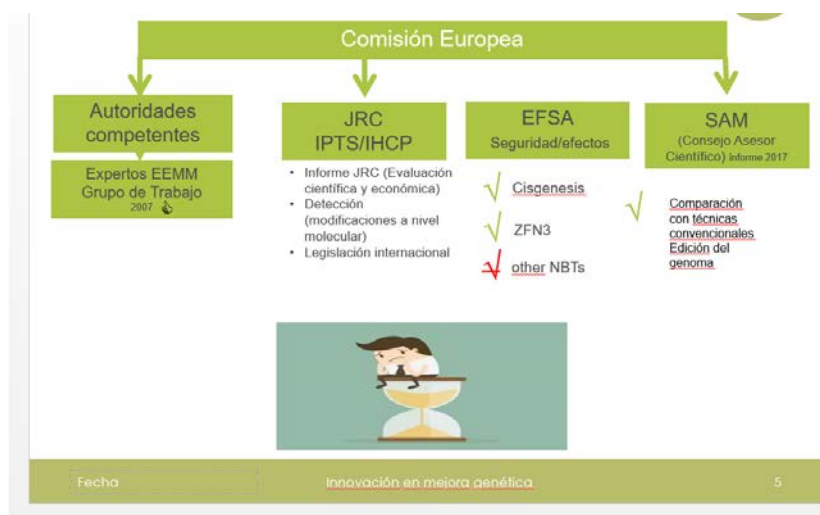 Comisión Europea
Autoridades
competentes
Expertos EEMM
Grupo de Trabajo
2007
JRC
IPTS/IHCP
• Informe JRC (Evaluación
científica y económica)
• Detección
(modificaciones a nivel
molecular)
• Legislación internacional
EFSA
Seguridad/efectos
Cisgenesis
ZFN3
other NBTs
SAM
(Consejo Asesor
Científico) Informe 2017
Comparación
con técnicas
convencionales
Edición del
genoma
Fecha
Innovación en mejora genética
5